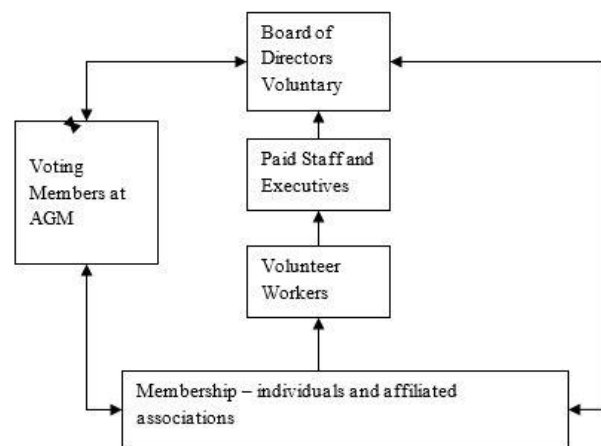 Board of
Directors
Voluntary
Paid Staff and
Executives
Voting
Members at
AGM
Volunteer
Workers
Membership – individuals and affiliated
associations